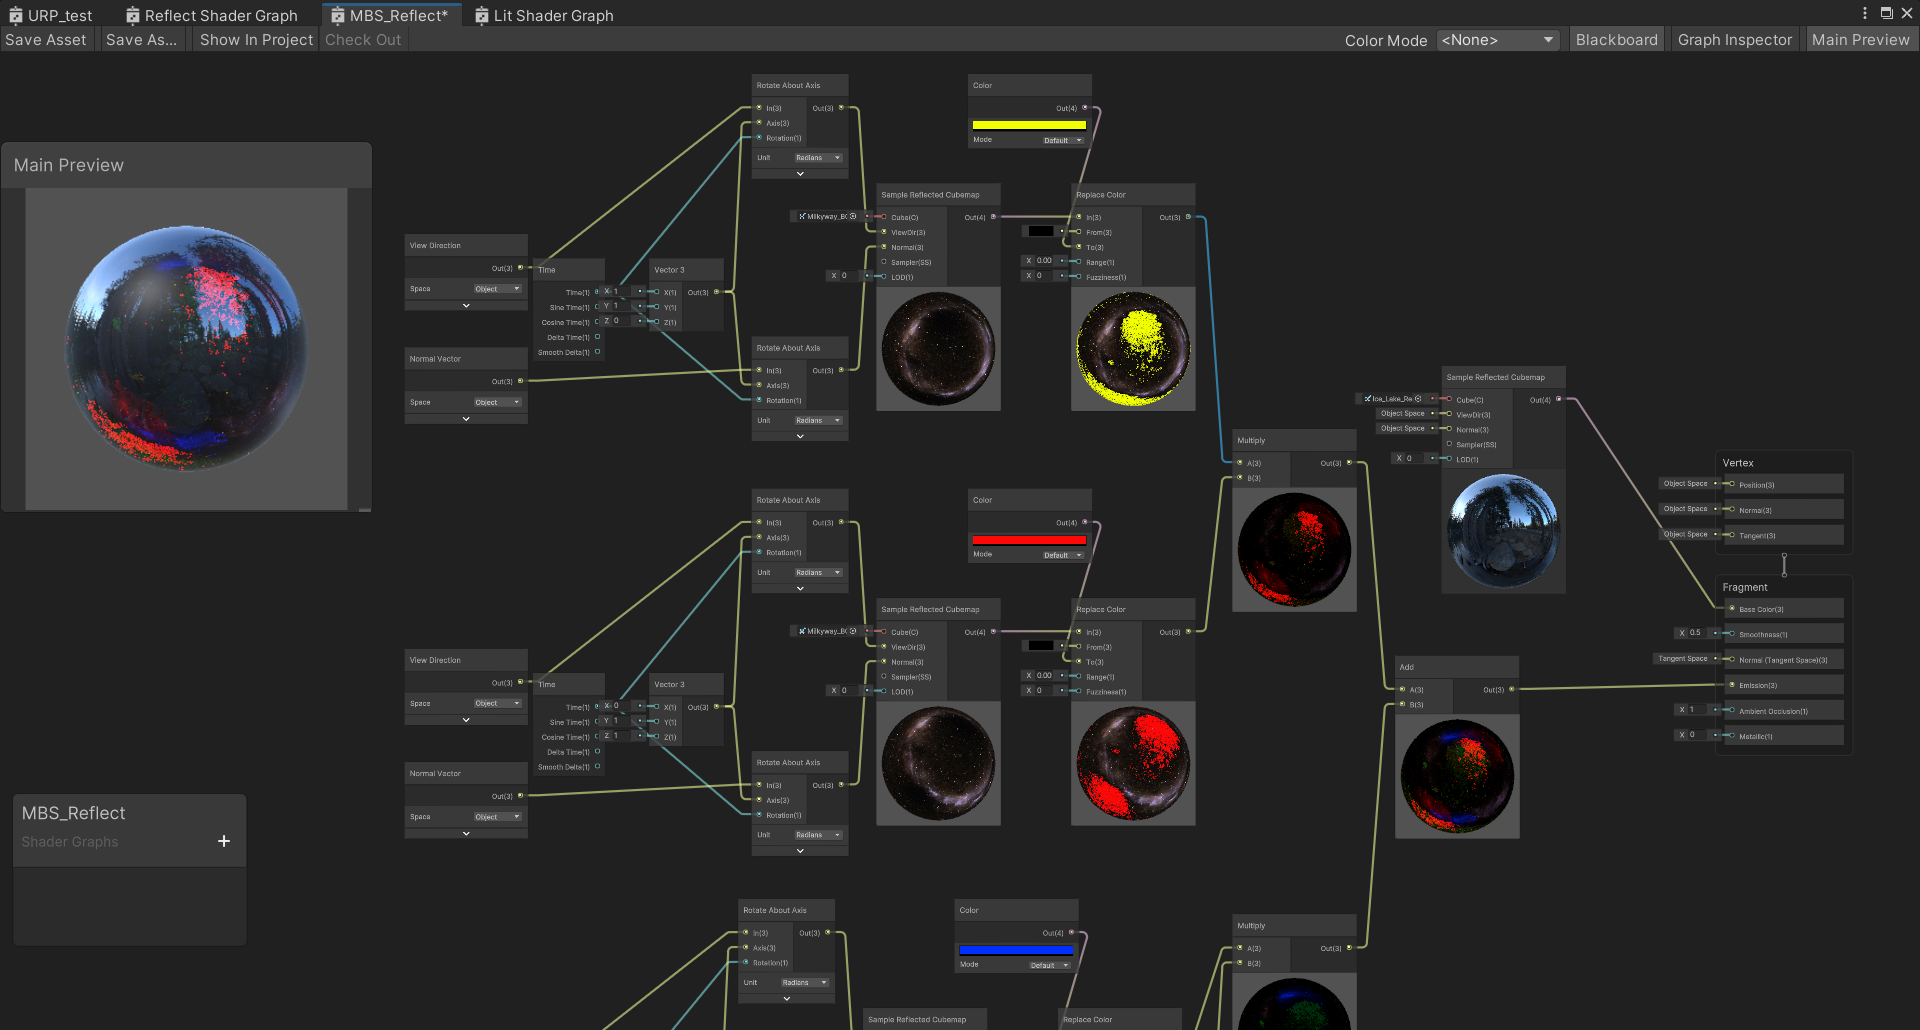 URP_test
Reflect Shader Graph
MBS_Reflect*
Lit Shader Graph
Save Asset
Save As...
Show In Project
Check Out
Color Mode
<None>
Blackboard
Graph Inspector
Main Preview
Main Preview
Rotate About Axis
In(3)
Out(3)
Axis(3)
Rotation(1)
Unit
Radians
Color
Out(4)
Mode
Default
View Direction
Out(3)
Space
Object
Normal Vector
Out(3)
Space
Object
Time
Time(1)
Sine Time(1)
Cosine Time(1)
Delta Time(1)
Smooth Delta(1)
X 1
Y 1
Z 0
Vector 3
X(1)
Out(3)
Y(1)
Z(1)
Rotate About Axis
In(3)
Out(3)
Axis(3)
Rotation(1)
Unit
Radians
Milkyway_BG
X 0
Sample Reflected Cubemap
Cube(C)
Out(4)
ViewDir(3)
Normal(3)
Sampler(SS)
LOD(1)
X 0.00
X 0
Replace Color
In(3)
Out(3)
From(3)
To(3)
Range(1)
Fuzziness(1)
Rotate About Axis
In(3)
Out(3)
Axis(3)
Rotation(1)
Unit
Radians
Color
Out(4)
Mode
Default
View Direction
Out(3)
Space
Object
Normal Vector
Out(3)
Space
Object
Time
Time(1)
Sine Time(1)
Cosine Time(1)
Delta Time(1)
Smooth Delta(1)
X 0
Y 1
Z 1
Vector 3
X(1)
Out(3)
Y(1)
Z(1)
Rotate About Axis
In(3)
Out(3)
Axis(3)
Rotation(1)
Unit
Radians
Milkyway_BG
X 0
Sample Reflected Cubemap
Cube(C)
Out(4)
ViewDir(3)
Normal(3)
Sampler(SS)
LOD(1)
X 0.00
X 0
Replace Color
In(3)
Out(3)
From(3)
To(3)
Range(1)
Fuzziness(1)
Multiply
A(3)
Out(3)
B(3)
Ice_Lake_Re
Object Space
Object Space
X 0
Sample Reflected Cubemap
Cube(C)
Out(4)
ViewDir(3)
Normal(3)
Sampler(SS)
LOD(1)
Add
A(3)
Out(3)
B(3)
Vertex
Object Space
Position(3)
Object Space
Normal(3)
Object Space
Tangent(3)
Fragment
Base Color(3)
X 0.5
Smoothness(1)
Tangent Space
Normal (Tangent Space)(3)
Emission(3)
X 1
Ambient Occlusion(1)
X 0
Metallic(1)
MBS_Reflect
Shader Graphs
+
Rotate About Axis
In(3)
Out(3)
Axis(3)
Rotation(1)
Unit
Radians
Color
Out(4)
Mode
Default
Sample Reflected Cubemap
Replace Color
Multiply
A(3)
Out(3)
B(3)